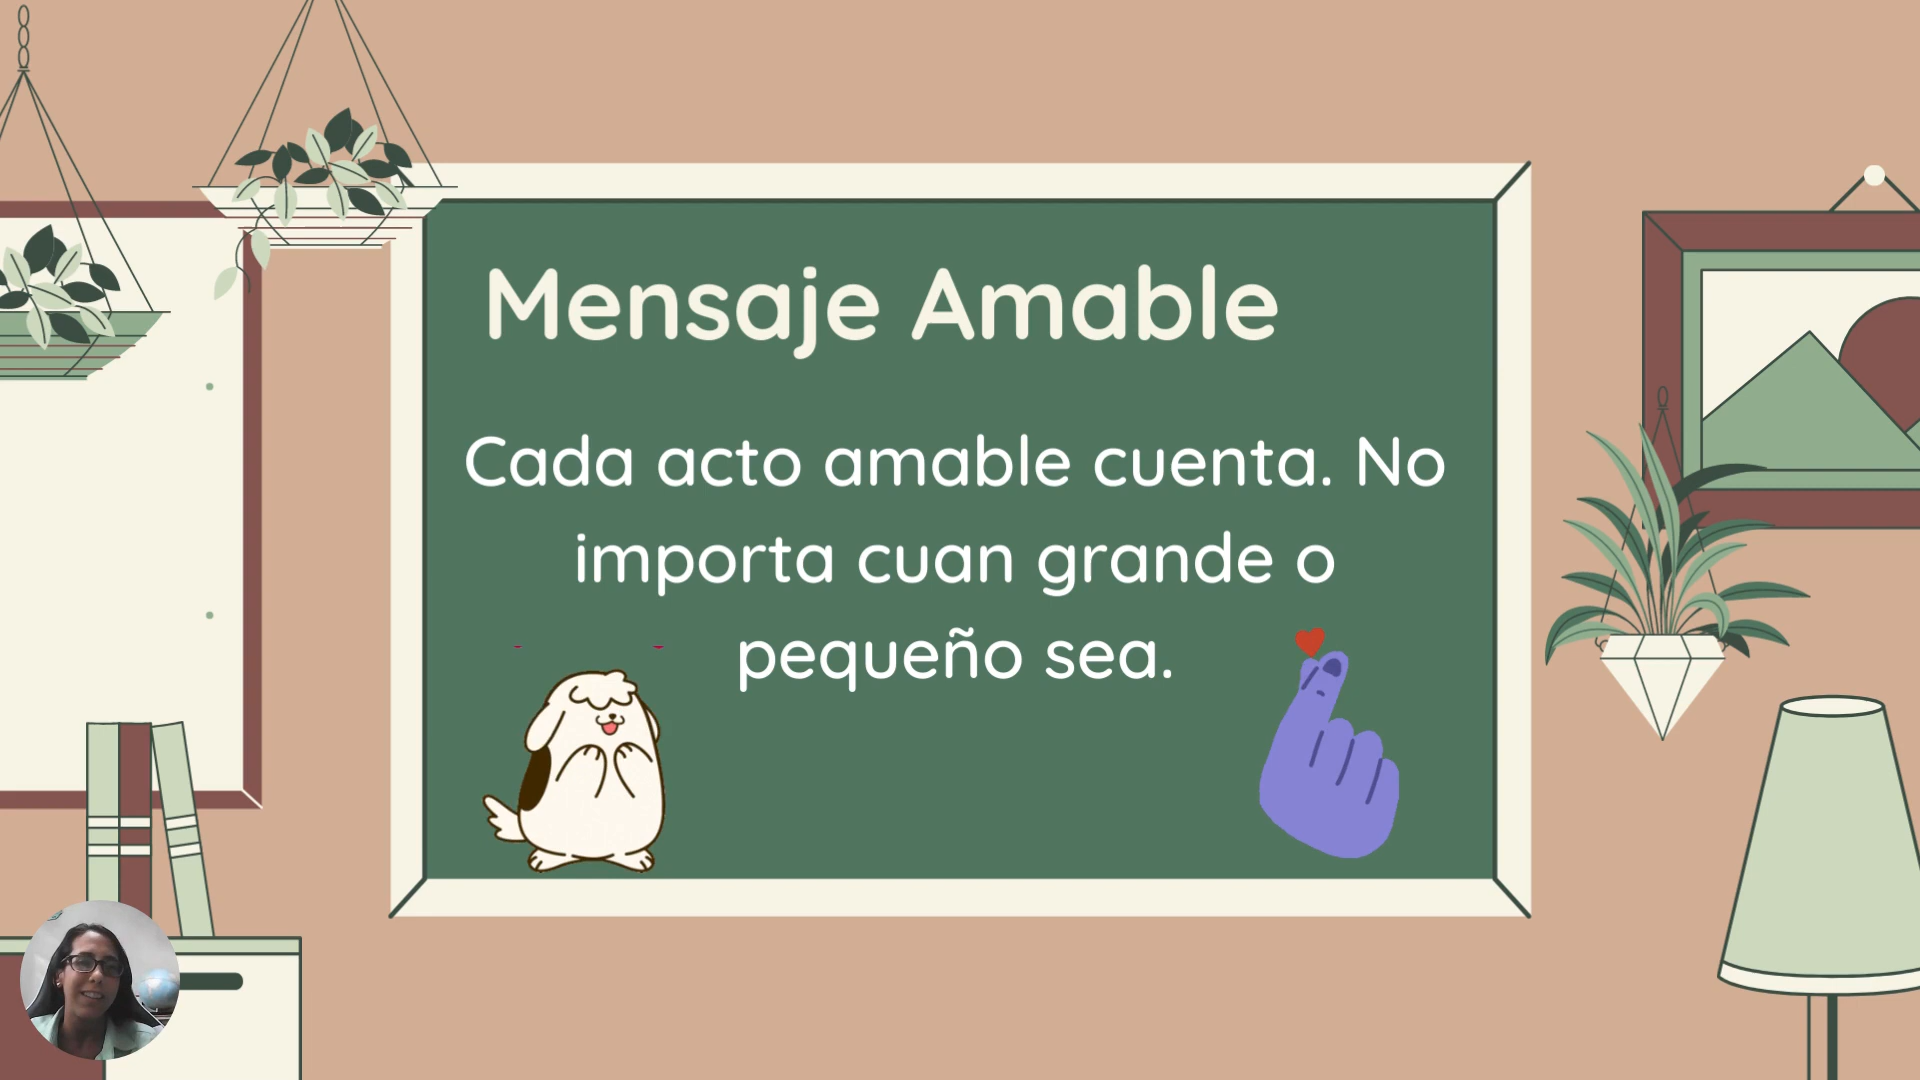 Mensaje Amable
Cada acto amable cuenta. No
importa cuan grande o
pequeño sea.